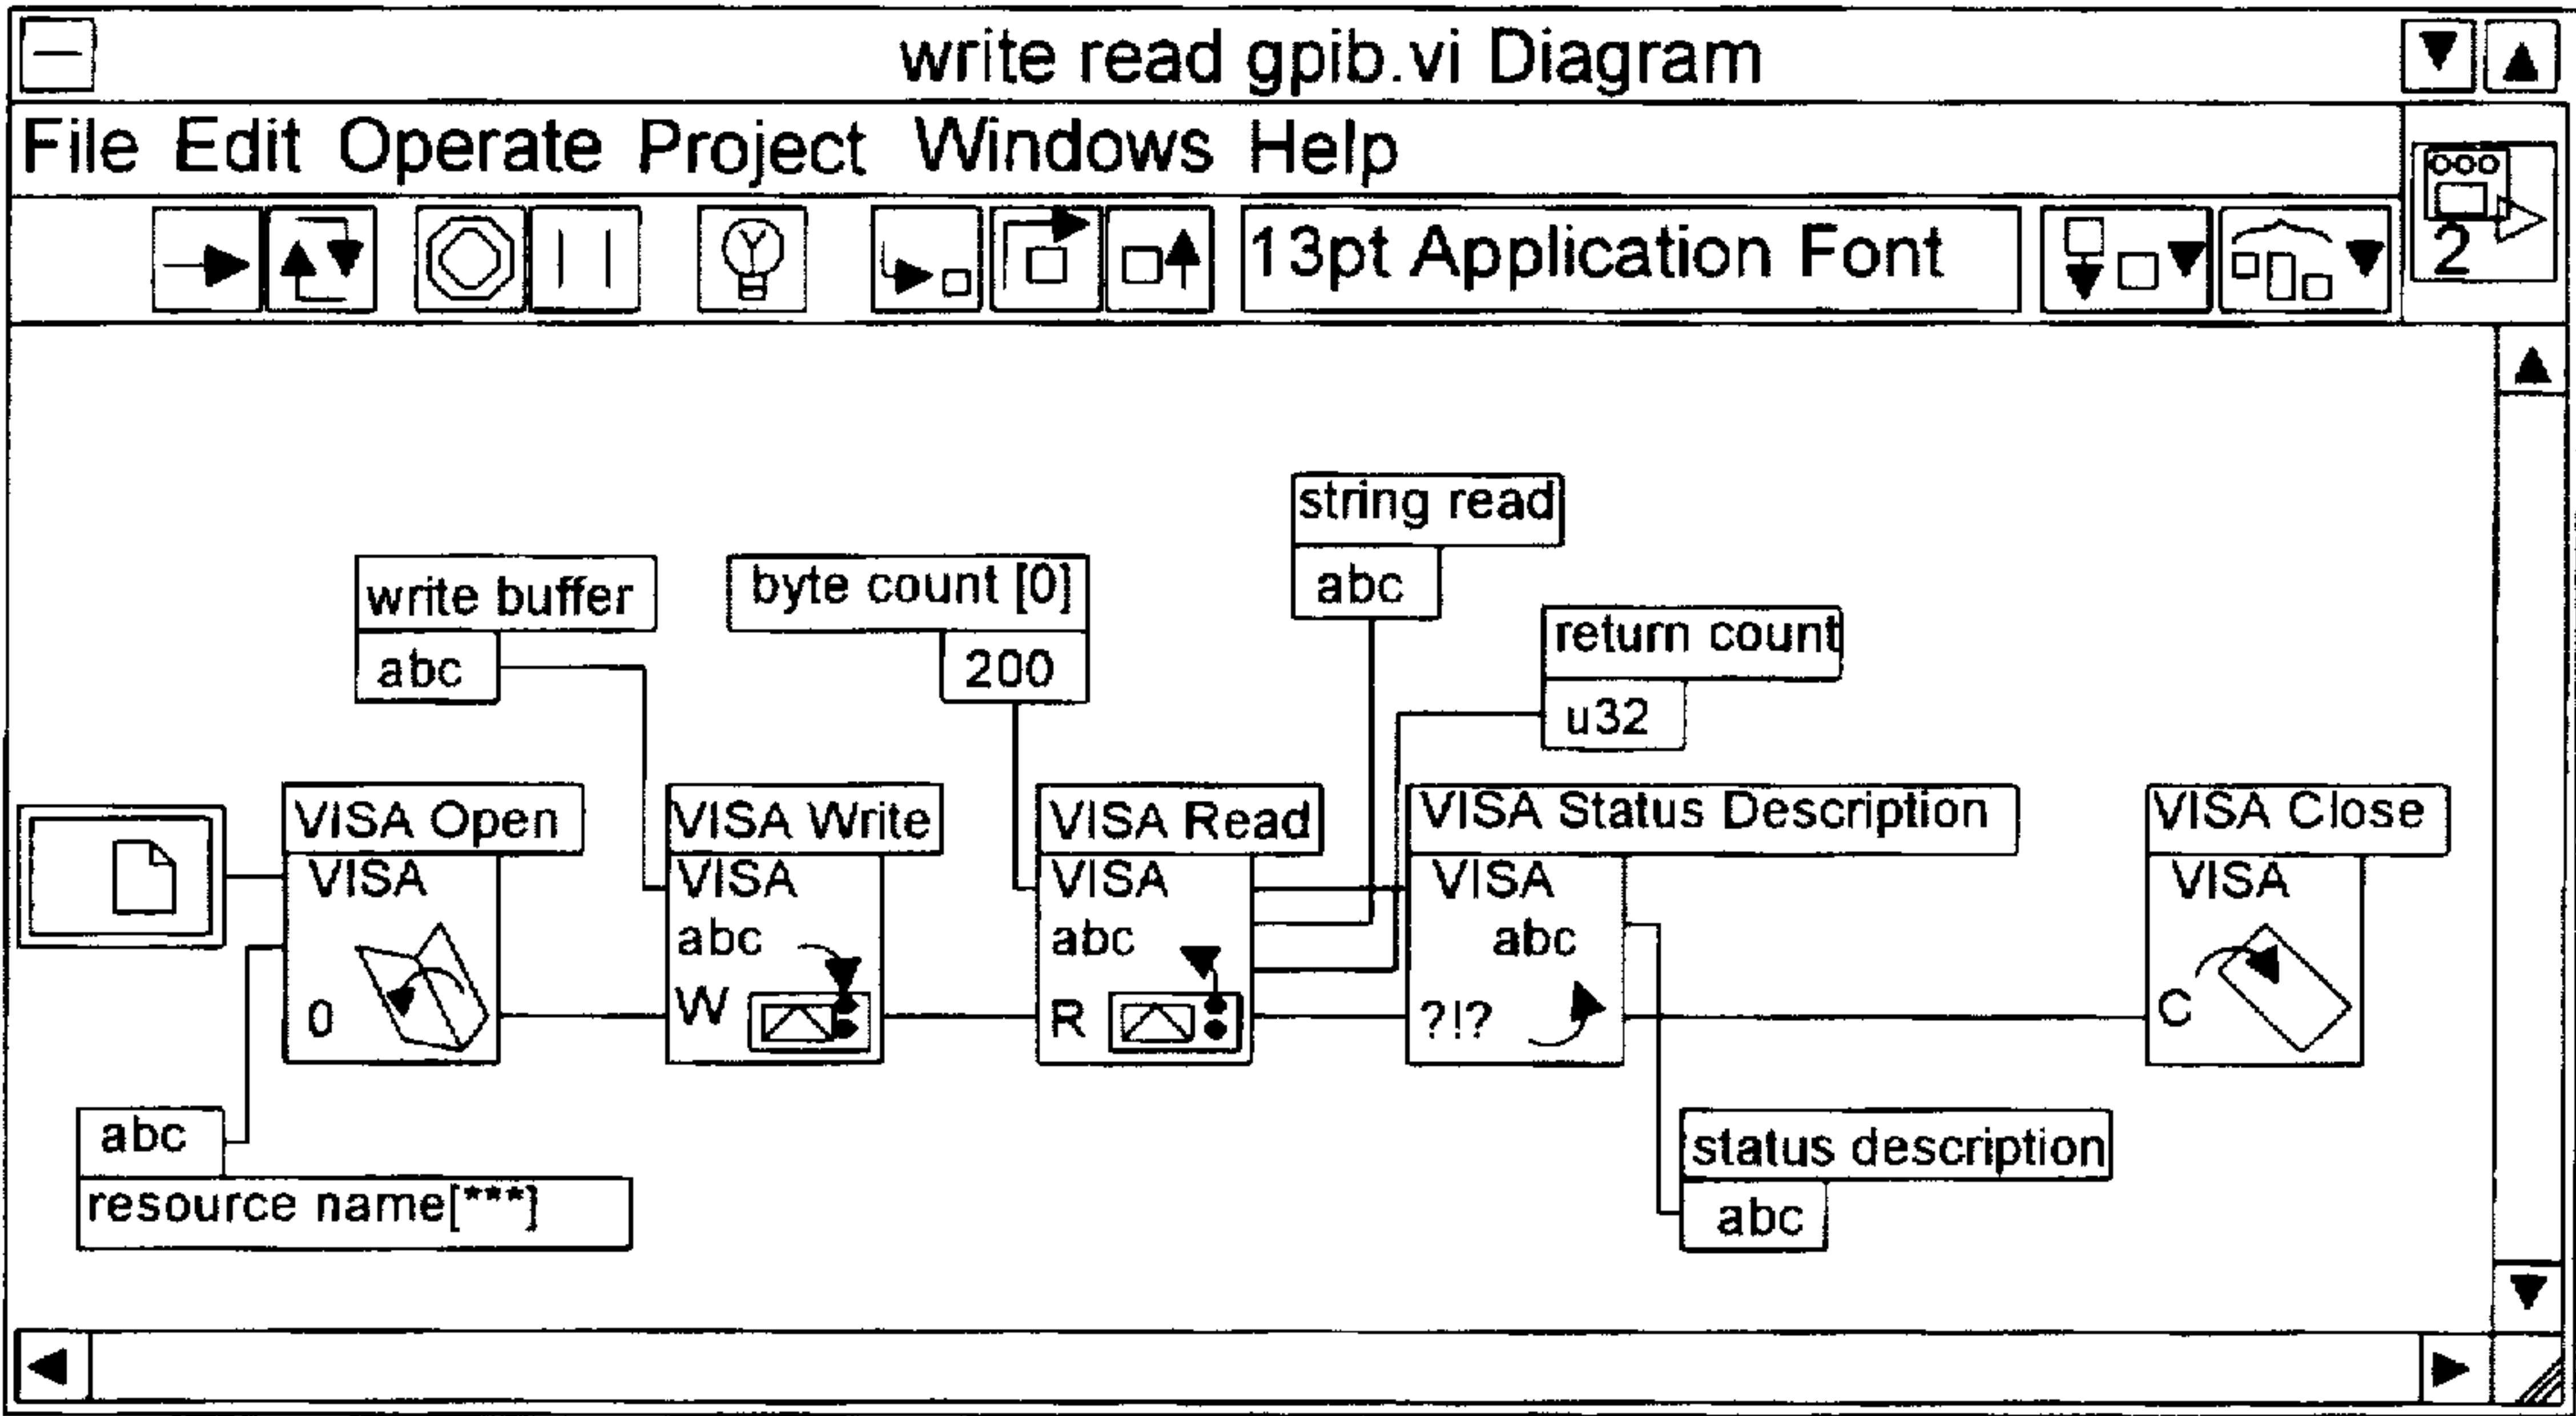 write read gpib.vi Diagram
File Edit Operate Project Windows Help
13pt Application Font
2
string read
abc
write buffer
abc
byte count [0]
200
return count
u32
VISA Open
VISA
0
VISA Write
VISA
abc
W
VISA Read
VISA
abc
R
VISA Status Description
VISA
abc
?!?
VISA Close
VISA
C
abc
resource name[***]
status description
abc